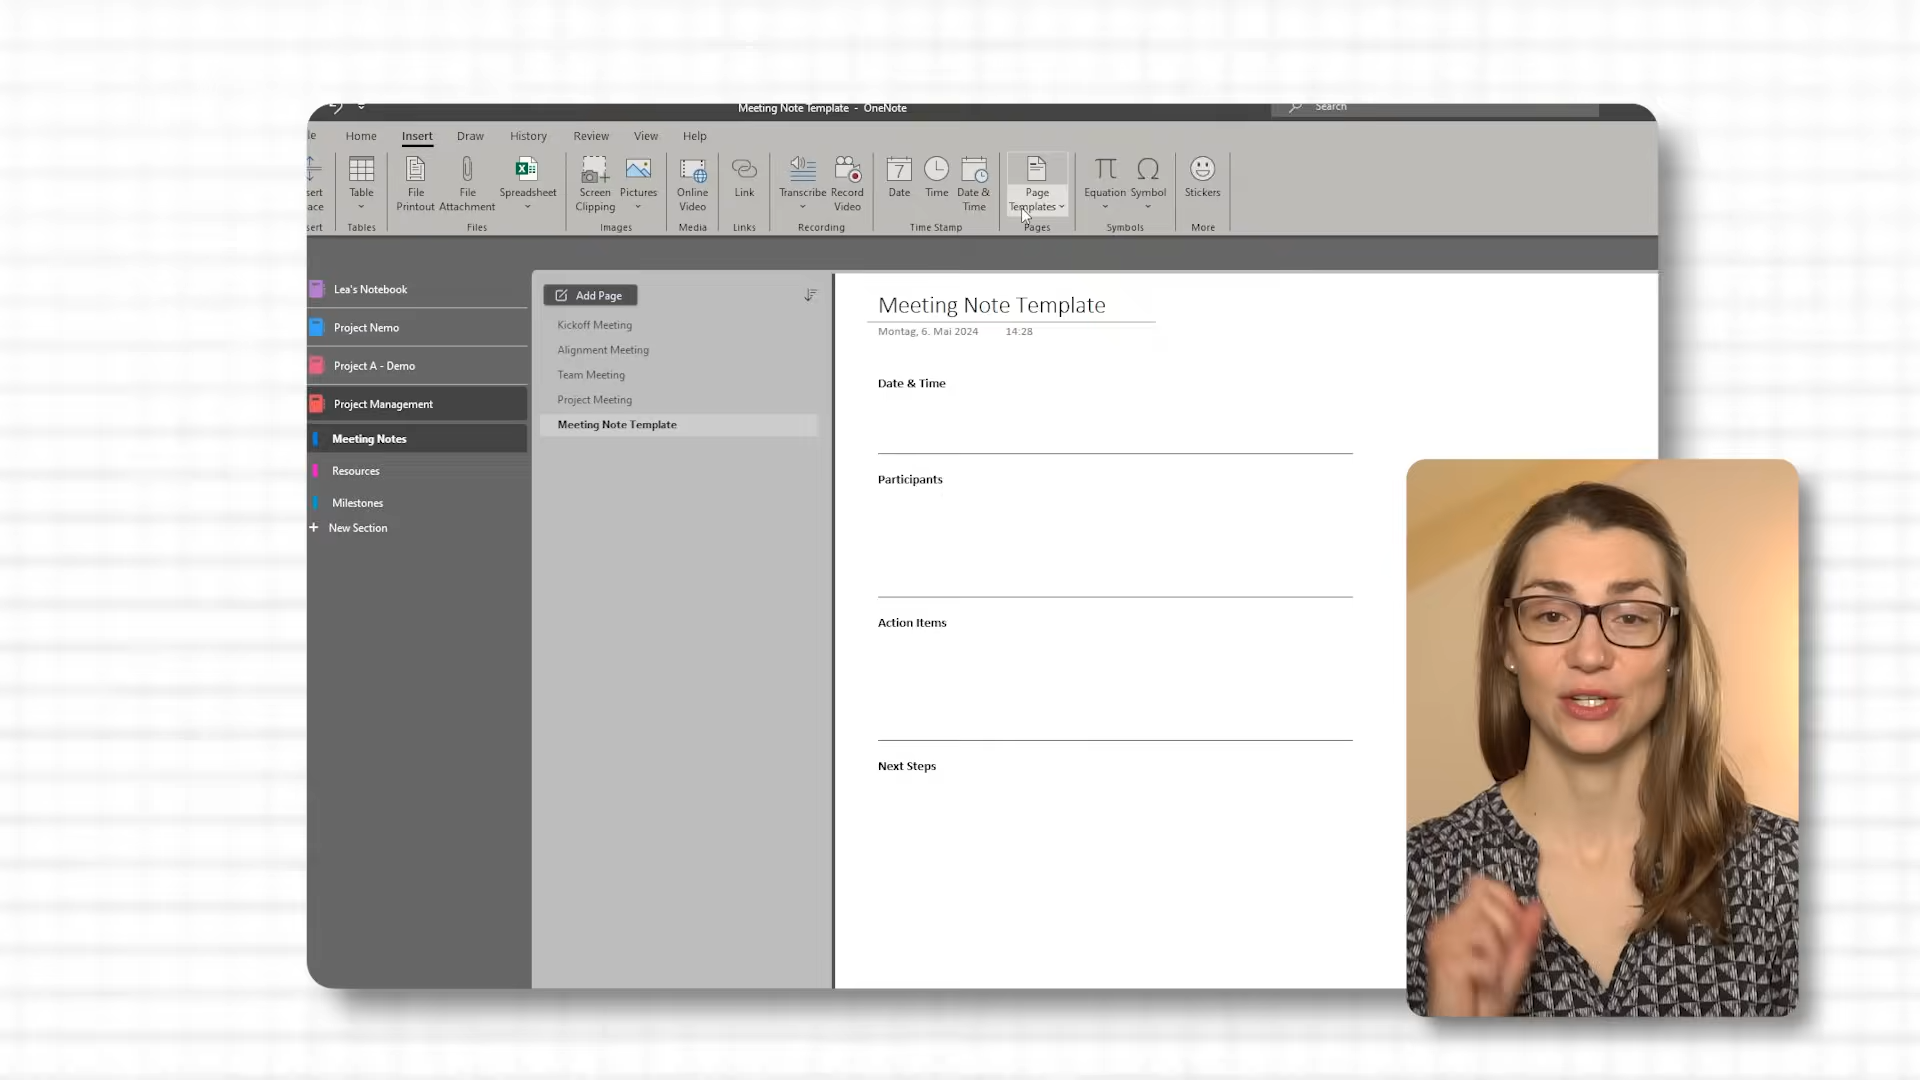 Meeting Note Template - OneNote
Search
le
Home
Insert
Draw
History
Review
View
Help
sert
ace
Table
File
Printout
File
Attachment
Spreadsheet
Screen
Clipping
Pictures
Online
Video
Link
Transcribe
Record
Video
Date
Time
Date &
Time
Page
Templates
Equation
Symbol
Stickers
sert
Tables
Files
Images
Media
Links
Recording
Time Stamp
Pages
Symbols
More
Lea's Notebook
Project Nemo
Project A - Demo
Project Management
Meeting Notes
Resources
Milestones
+ New Section
Add Page
Kickoff Meeting
Alignment Meeting
Team Meeting
Project Meeting
Meeting Note Template
Meeting Note Template
Montag, 6. Mai 2024 14:28
Date & Time
Participants
Action Items
Next Steps